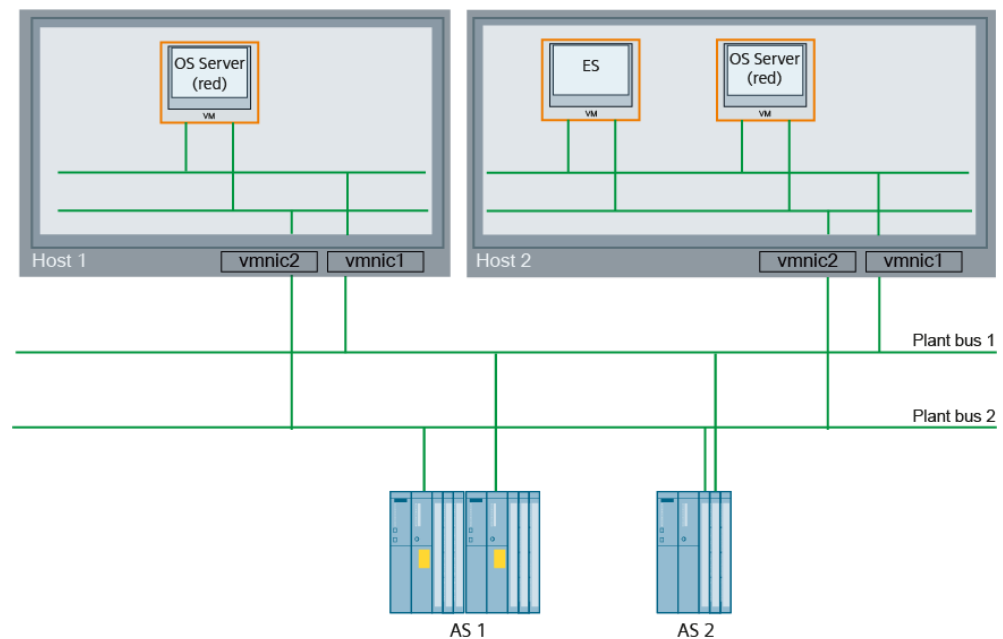 OS Server
(red)
VM
ES
VM
OS Server
(red)
VM
Host 1
vmnic2
vmnic1
Host 2
vmnic2
vmnic1
Plant bus 1
Plant bus 2
AS 1
AS 2